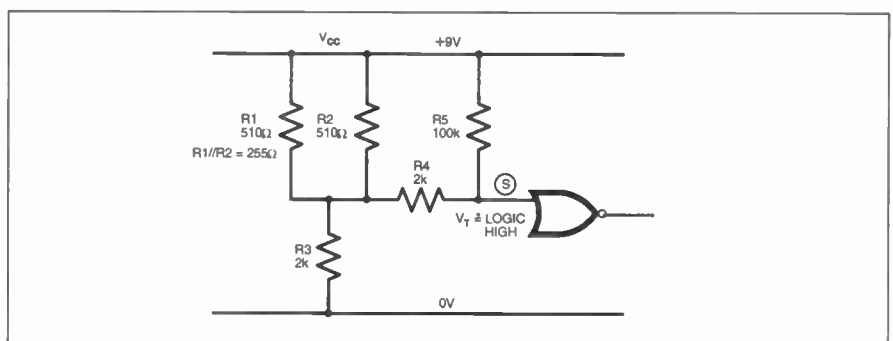 V_CC
+9V
R1
510Ω
R2
510Ω
R5
100k
R1//R2 = 255Ω
R4
2k
S
V_T ≚ LOGIC
HIGH
R3
2k
0V